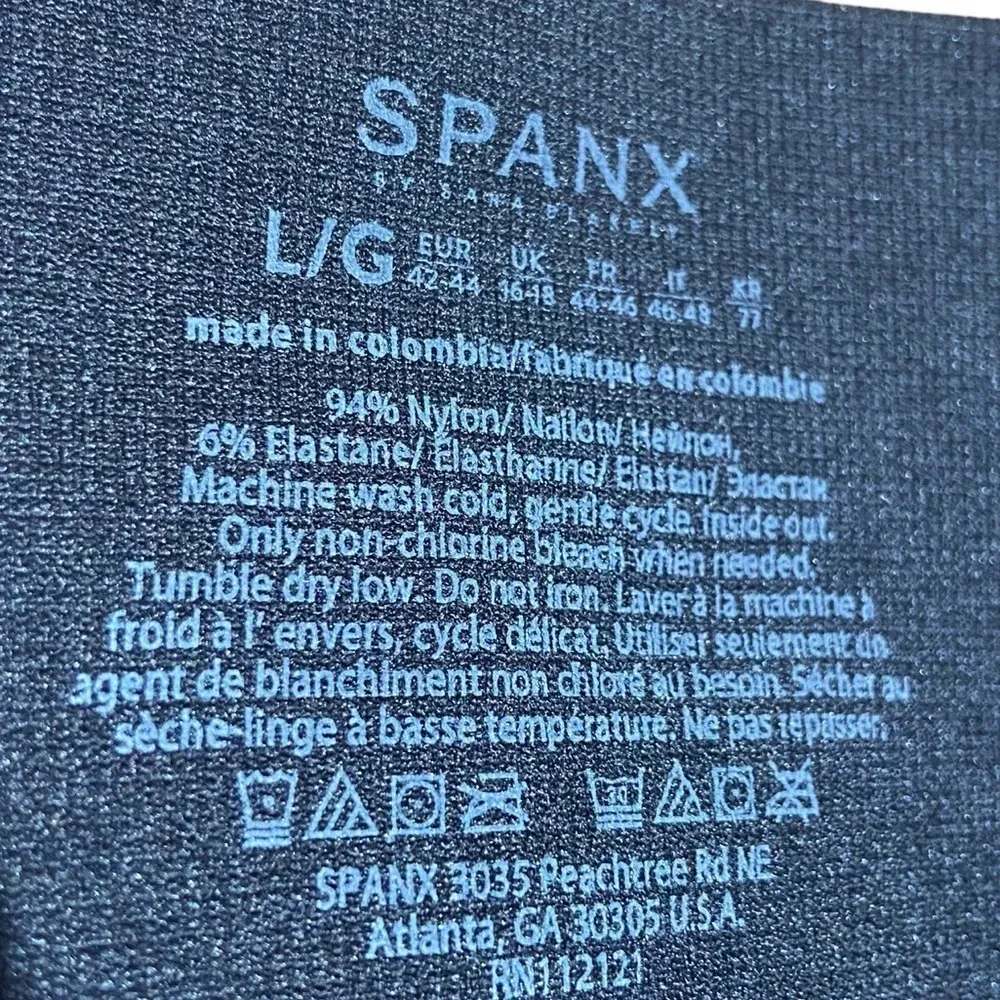 SPANX
BY SARA BLAKELY
L/G EUR UK FR IT KR
42-44 16-18 44-46 46-48 77
made in colombia/fabriqué en colombie
94% Nylon/ Nailon/ Нейлон,
6% Elastane/ Élasthanne/ Elastan/ Эластан
Machine wash cold, gentle cycle. Inside out.
Only non-chlorine bleach when needed.
Tumble dry low. Do not iron. Laver à la machine à
froid à l' envers, cycle délicat. Utiliser seulement un
agent de blanchiment non chloré au besoin. Sécher au
sèche-linge à basse température. Ne pas repasser.
30
SPANX 3035 Peachtree Rd NE
Atlanta, GA 30305 U.S.A.
RN112121